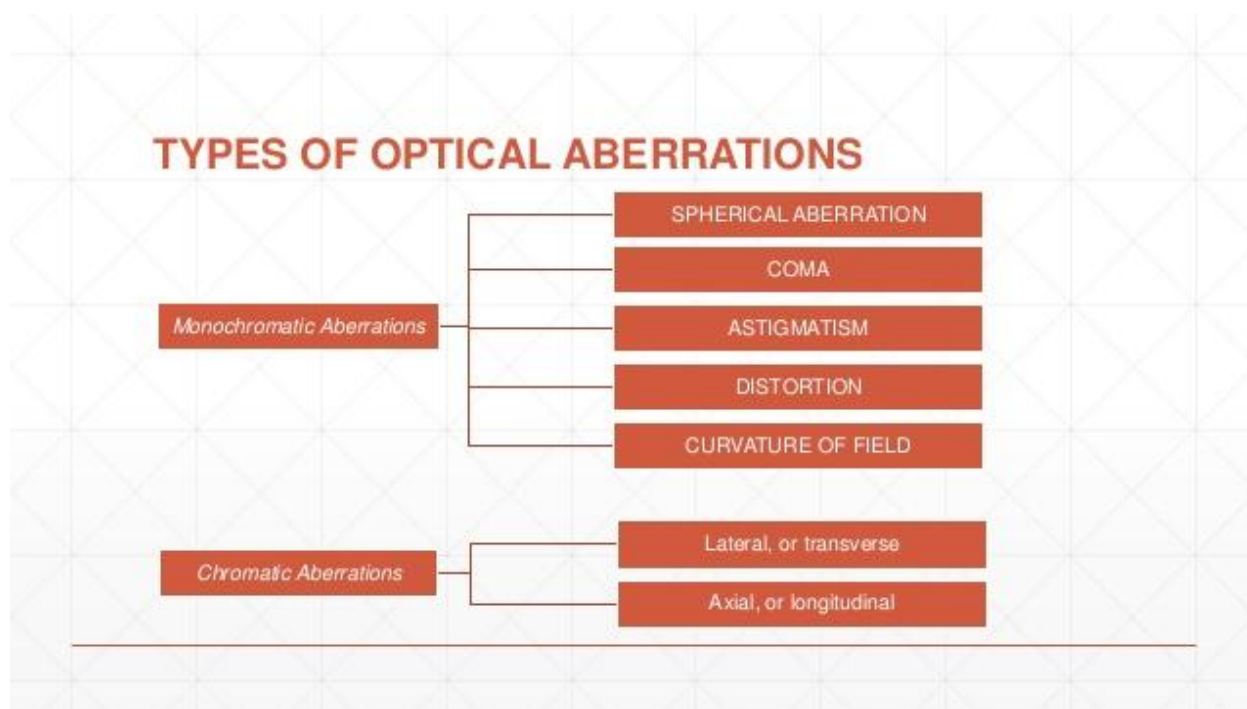 TYPES OF OPTICAL ABERRATIONS
Monochromatic Aberrations
SPHERICAL ABERRATION
COMA
ASTIGMATISM
DISTORTION
CURVATURE OF FIELD
Chromatic Aberrations
Lateral, or transverse
Axial, or longitudinal